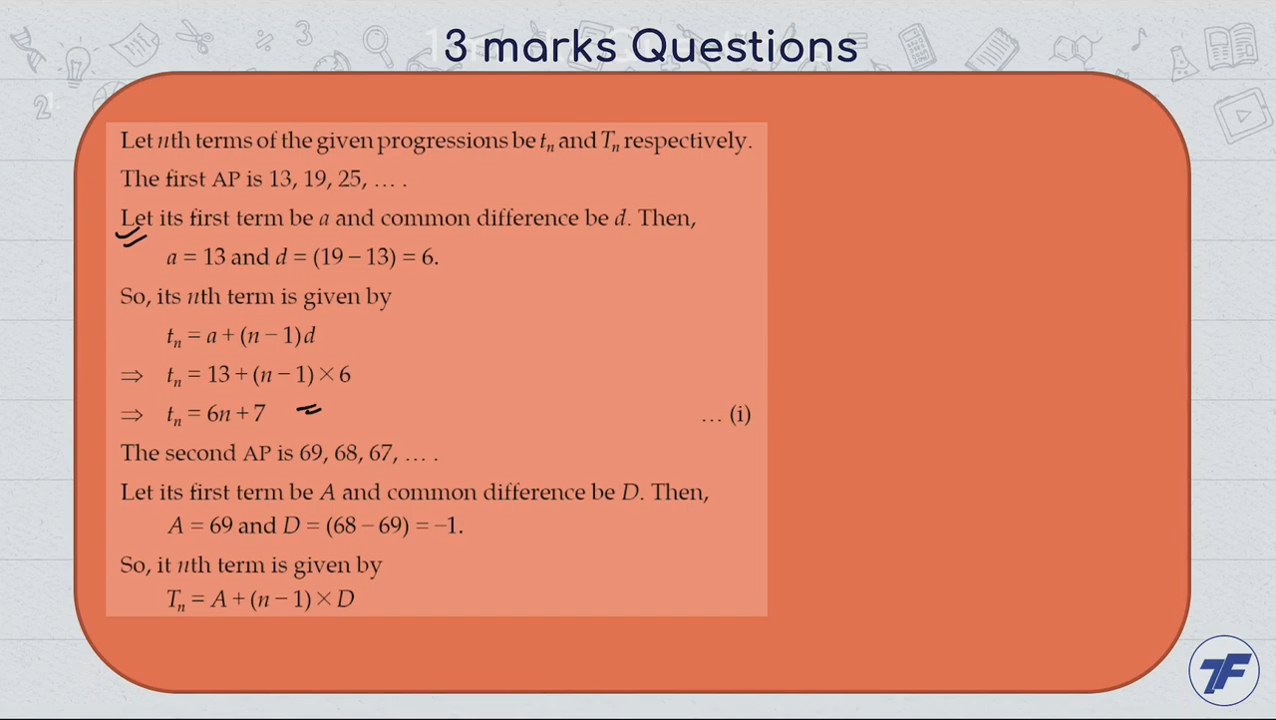 3 marks Questions
Let nth terms of the given progressions be tₙ and Tₙ respectively.
The first AP is 13, 19, 25, … .
Let its first term be a and common difference be d. Then,
a = 13 and d = (19 − 13) = 6.
So, its nth term is given by
tₙ = a + (n − 1)d
⇒ tₙ = 13 + (n − 1) × 6
⇒ tₙ = 6n + 7 … (i)
The second AP is 69, 68, 67, … .
Let its first term be A and common difference be D. Then,
A = 69 and D = (68 − 69) = −1.
So, it nth term is given by
Tₙ = A + (n − 1) × D
TF